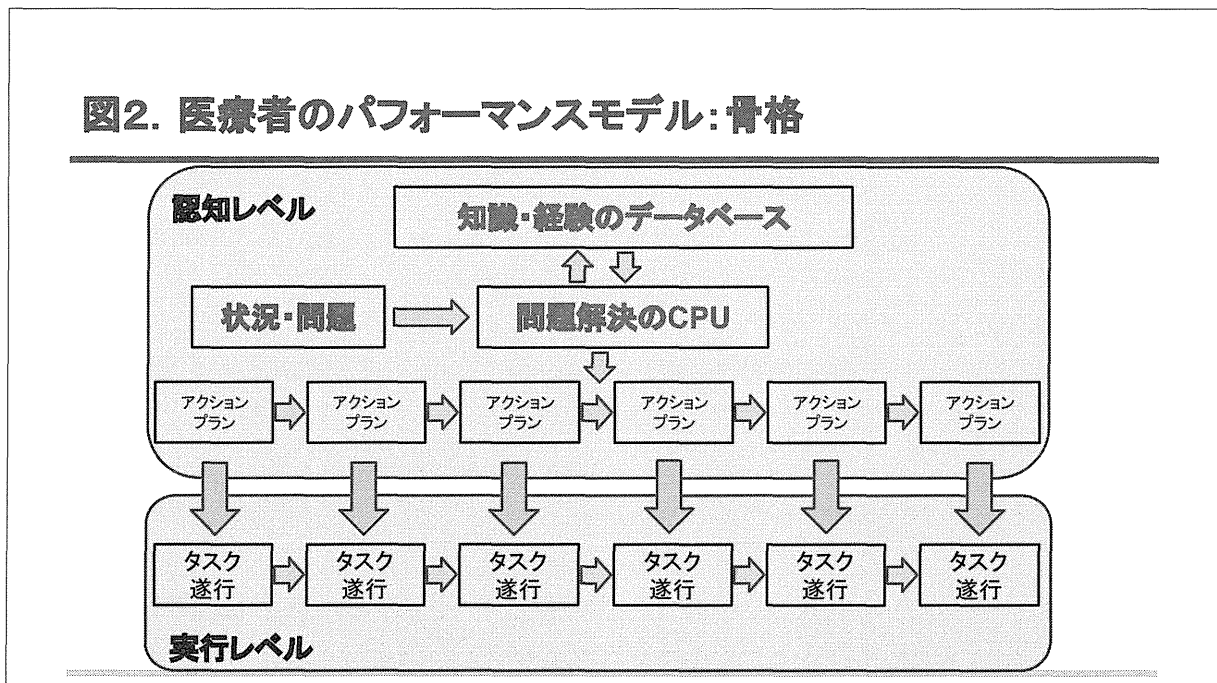 図2. 医療者のパフォーマンスモデル:骨格
認知レベル
知識・経験のデータベース
状況・問題
問題解決のCPU
アクション
プラン
アクション
プラン
アクション
プラン
アクション
プラン
アクション
プラン
アクション
プラン
タスク
遂行
タスク
遂行
タスク
遂行
タスク
遂行
タスク
遂行
タスク
遂行
実行レベル